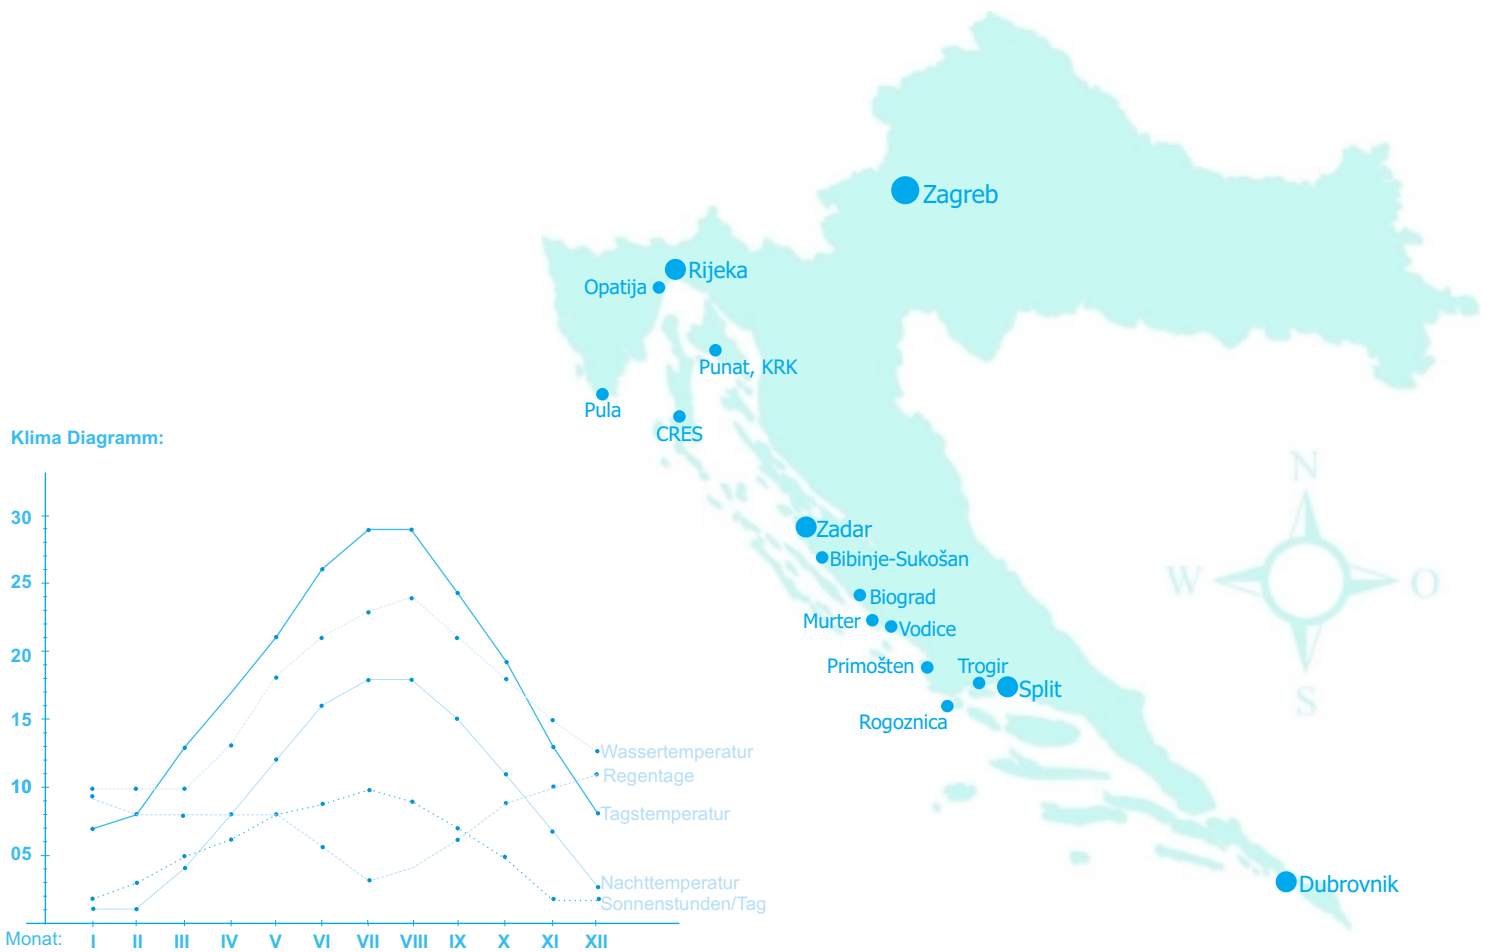 Zagreb
Rijeka
Opatija
Punat, KRK
Pula
CRES
Klima Diagramm:
N
W
O
S
Zadar
Bibinje-Sukošan
Biograd
Murter
Vodice
Primošten
Trogir
Split
Rogoznica
Dubrovnik
30
25
20
15
10
05
Wassertemperatur
Regentage
Tagstemperatur
Nachttemperatur
Sonnenstunden/Tag
Monat: I II III IV V VI VII VIII IX X XI XII